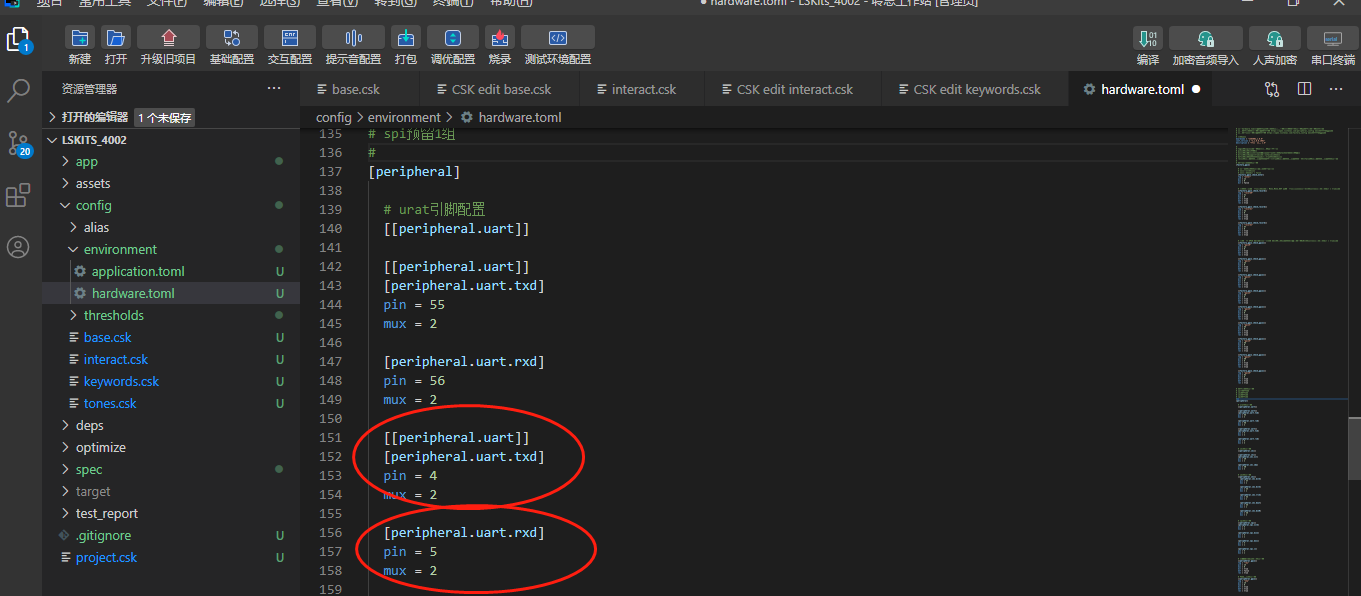 项目 常用工具 文件(F) 编辑(E) 选择(S) 查看(V) 转到(G) 终端(T) 帮助(H)
● hardware.toml - LSKits_4002 - 聆思工作站 [管理员]
新建 打开 升级旧项目 基础配置 交互配置 提示音配置 打包 调优配置 烧录 测试环境配置 编译 加密音频导入 人声加密 串口终端
1
资源管理器 ···
base.csk CSK edit base.csk interact.csk CSK edit interact.csk CSK edit keywords.csk hardware.toml ●
打开的编辑器 1 个未保存
config > environment > hardware.toml
LSKITS_4002
20
app
assets
config
alias
environment
application.toml U
hardware.toml U
thresholds
base.csk U
interact.csk U
keywords.csk U
tones.csk U
deps
optimize
spec
target
test_report
.gitignore U
project.csk U
135 # spi预留1组
136 #
137 [peripheral]
138
139 # urat引脚配置
140 [[peripheral.uart]]
141
142 [[peripheral.uart]]
143 [peripheral.uart.txd]
144 pin = 55
145 mux = 2
146
147 [peripheral.uart.rxd]
148 pin = 56
149 mux = 2
150
151 [[peripheral.uart]]
152 [peripheral.uart.txd]
153 pin = 4
154 mux = 2
155
156 [peripheral.uart.rxd]
157 pin = 5
158 mux = 2
159